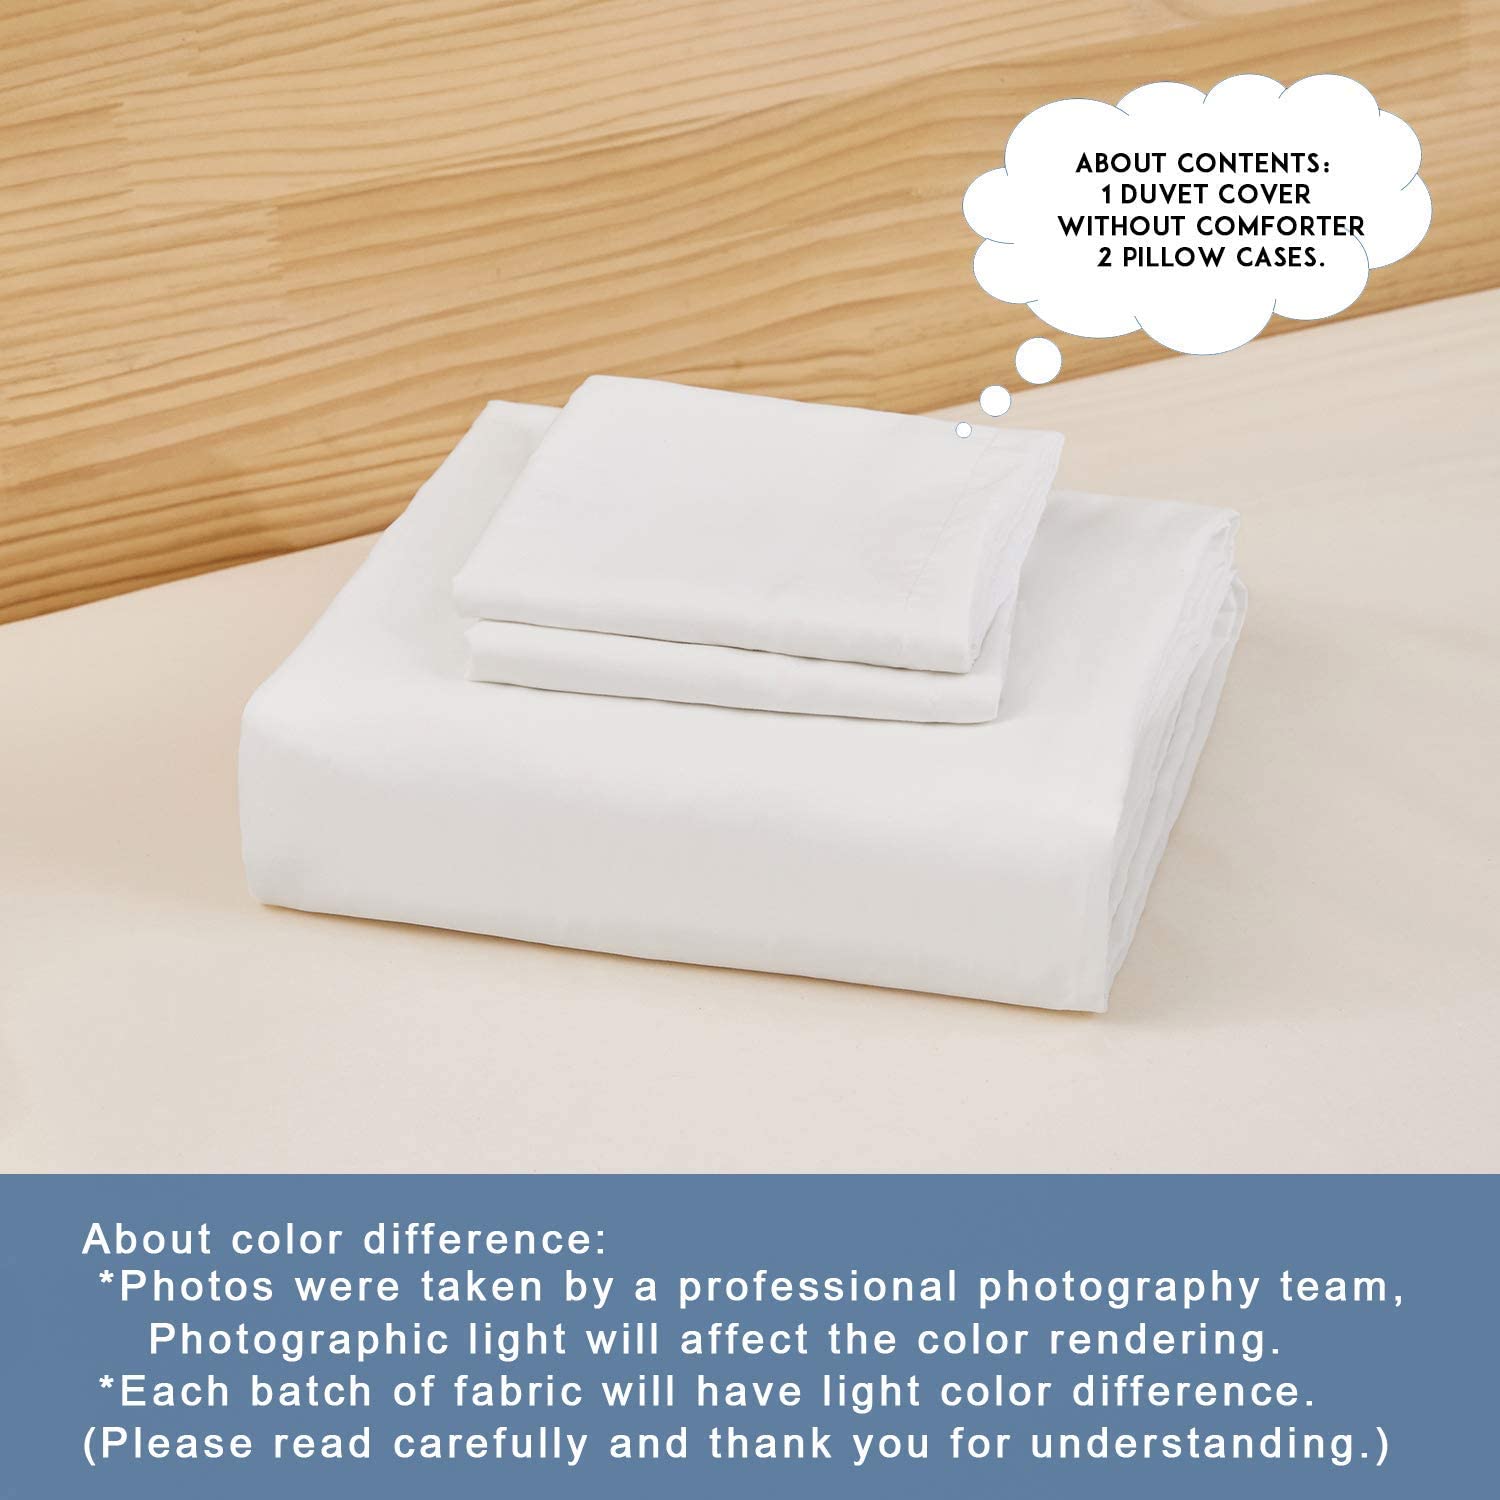 ABOUT CONTENTS:
1 DUVET COVER
WITHOUT COMFORTER
2 PILLOW CASES.
About color difference:
*Photos were taken by a professional photography team,
Photographic light will affect the color rendering.
*Each batch of fabric will have light color difference.
(Please read carefully and thank you for understanding.)